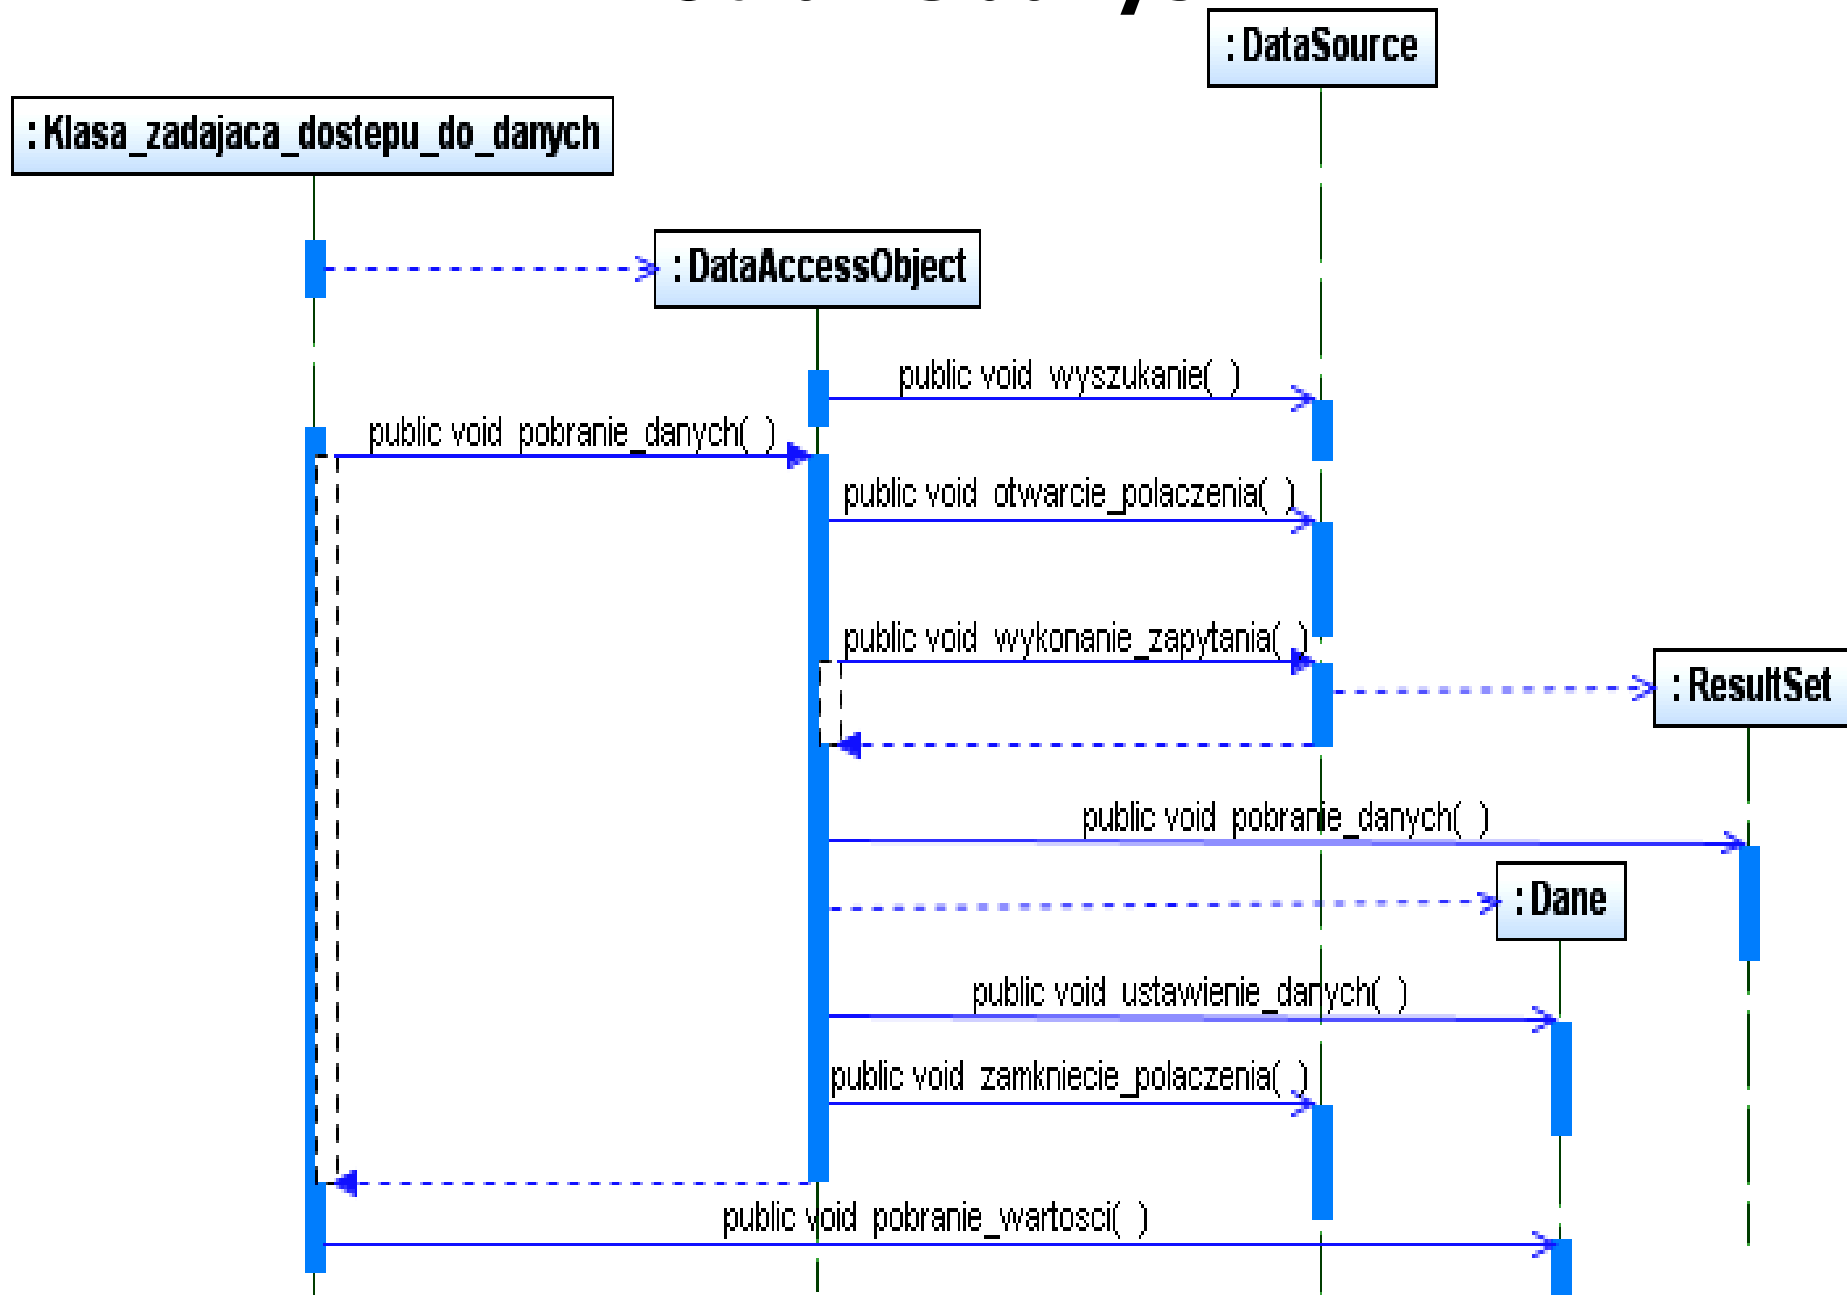 :DataSource
:Klasa_zadajaca_dostepu_do_danych
:DataAccessObject
public void wyszukanie( )
public void pobranie_danych( )
public void otwarcie_polaczenia( )
public void wykonanie_zapytania( )
:ResultSet
public void pobranie_danych( )
:Dane
public void ustawienie_danych( )
public void zamkniecie_polaczenia( )
public void pobranie_wartosci( )